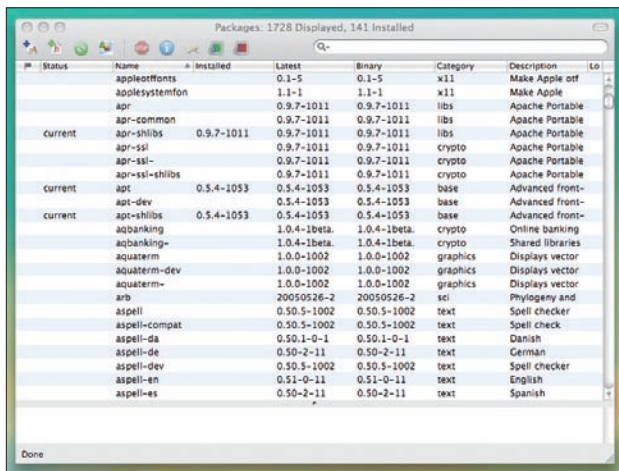 Packages: 1728 Displayed, 141 Installed
Status Name Installed Latest Binary Category Description Lo
appleotffonts 0.1-5 0.1-5 x11 Make Apple otf
applesystemfon 1.1-1 1.1-1 x11 Make Apple
apr 0.9.7-1011 0.9.7-1011 libs Apache Portable
apr-common 0.9.7-1011 0.9.7-1011 libs Apache Portable
current apr-shlibs 0.9.7-1011 0.9.7-1011 0.9.7-1011 libs Apache Portable
apr-ssl 0.9.7-1011 0.9.7-1011 crypto Apache Portable
apr-ssl- 0.9.7-1011 0.9.7-1011 crypto Apache Portable
apr-ssl-shlibs 0.9.7-1011 0.9.7-1011 crypto Apache Portable
current apt 0.5.4-1053 0.5.4-1053 0.5.4-1053 base Advanced front-
apt-dev 0.5.4-1053 0.5.4-1053 base Advanced front-
current apt-shlibs 0.5.4-1053 0.5.4-1053 0.5.4-1053 base Advanced front-
aqbanking 1.0.4-1beta. 1.0.4-1beta. crypto Online banking
aqbanking- 1.0.4-1beta. 1.0.4-1beta. crypto Shared libraries
aquaterm 1.0.0-1002 1.0.0-1002 graphics Displays vector
aquaterm-dev 1.0.0-1002 1.0.0-1002 graphics Displays vector
aquaterm- 1.0.0-1002 1.0.0-1002 graphics Displays vector
arb 20050526-2 20050526-2 sci Phylogeny and
aspell 0.50.5-1002 0.50.5-1002 text Spell checker
aspell-compat 0.50.5-1002 0.50.5-1002 text Spell check
aspell-da 0.50.1-0-1 0.50.1-0-1 text Danish
aspell-de 0.50-2-11 0.50-2-11 text German
aspell-dev 0.50.5-1002 0.50.5-1002 text Spell checker
aspell-en 0.51-0-11 0.51-0-11 text English
aspell-es 0.50-2-11 0.50-2-11 text Spanish
Done